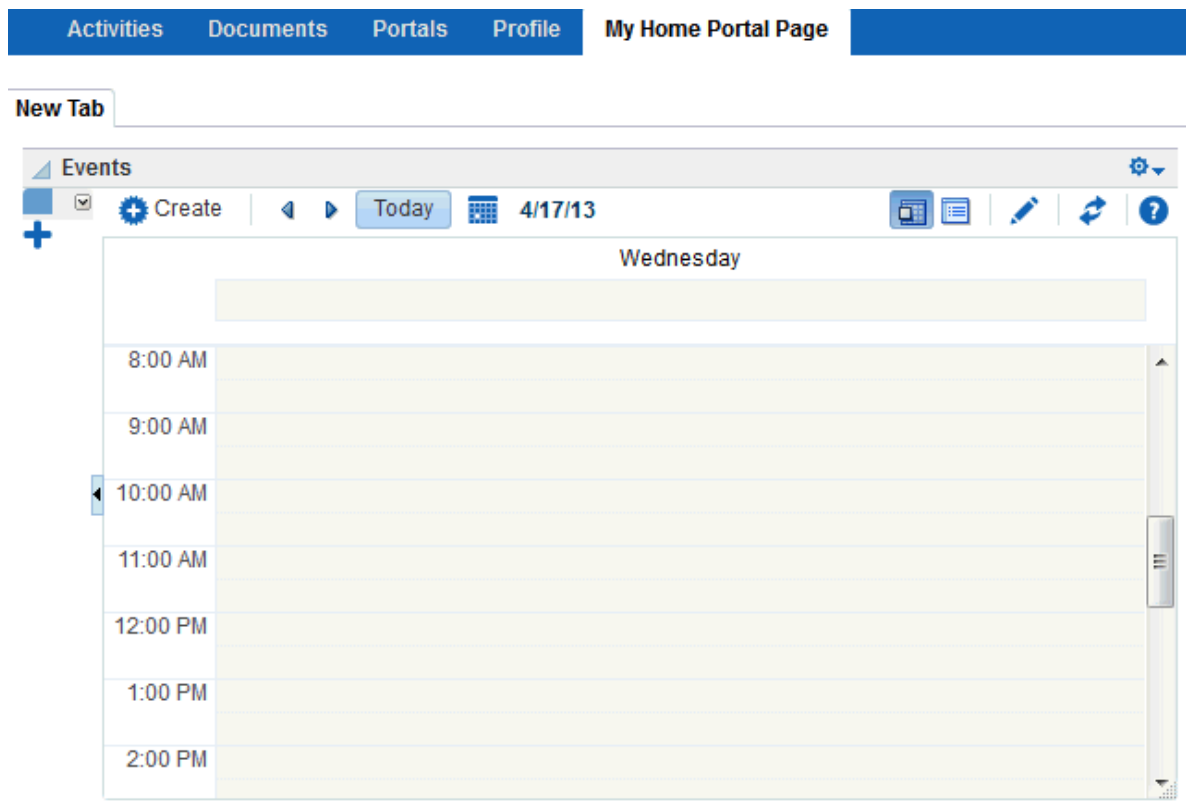 Activities Documents Portals Profile My Home Portal Page
New Tab
Events
Create Today 4/17/13 ?
Wednesday
8:00 AM
9:00 AM
10:00 AM
11:00 AM
12:00 PM
1:00 PM
2:00 PM